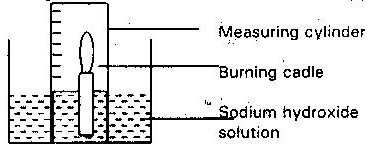 Measuring cylinder
Burning cadle
Sodium hydroxide
solution